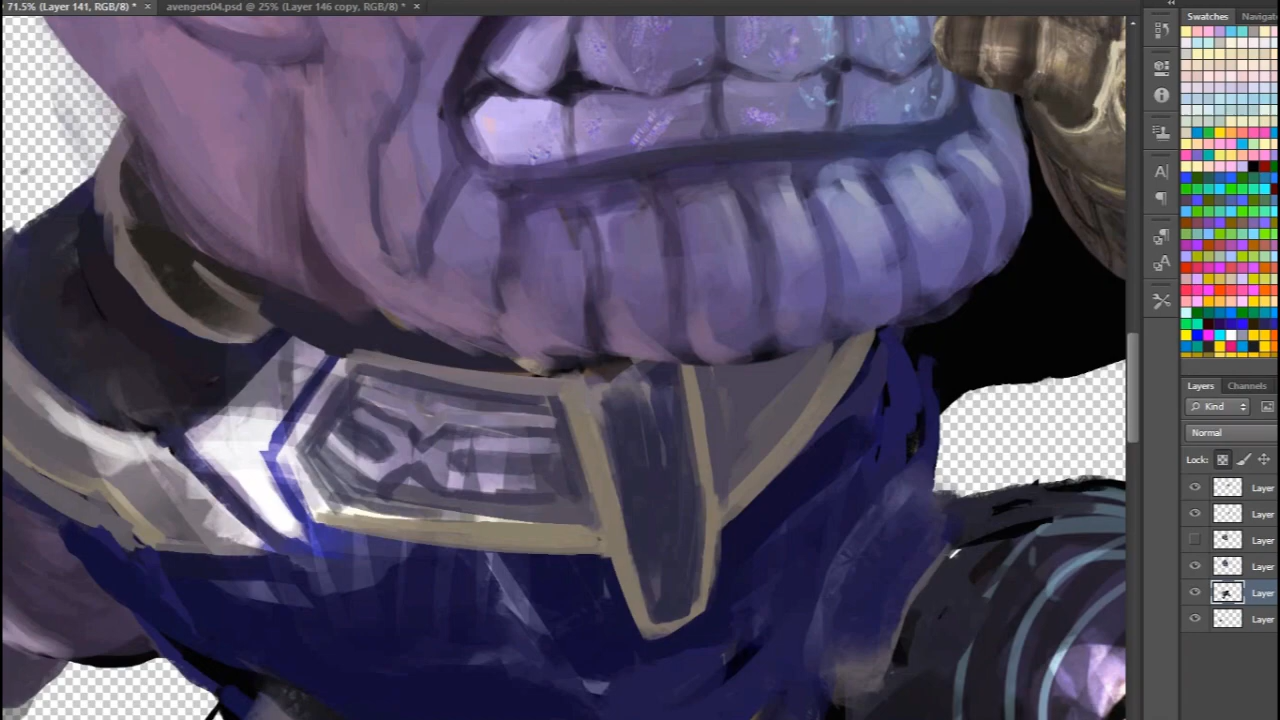 71.5% (Layer 141, RGB/8) * ×
avengers04.psd @ 25% (Layer 146 copy, RGB/8) * ×
Swatches Navigat
Layers Channels
Kind
Normal
Lock:
Layer
Layer
Layer
Layer
Layer
Layer